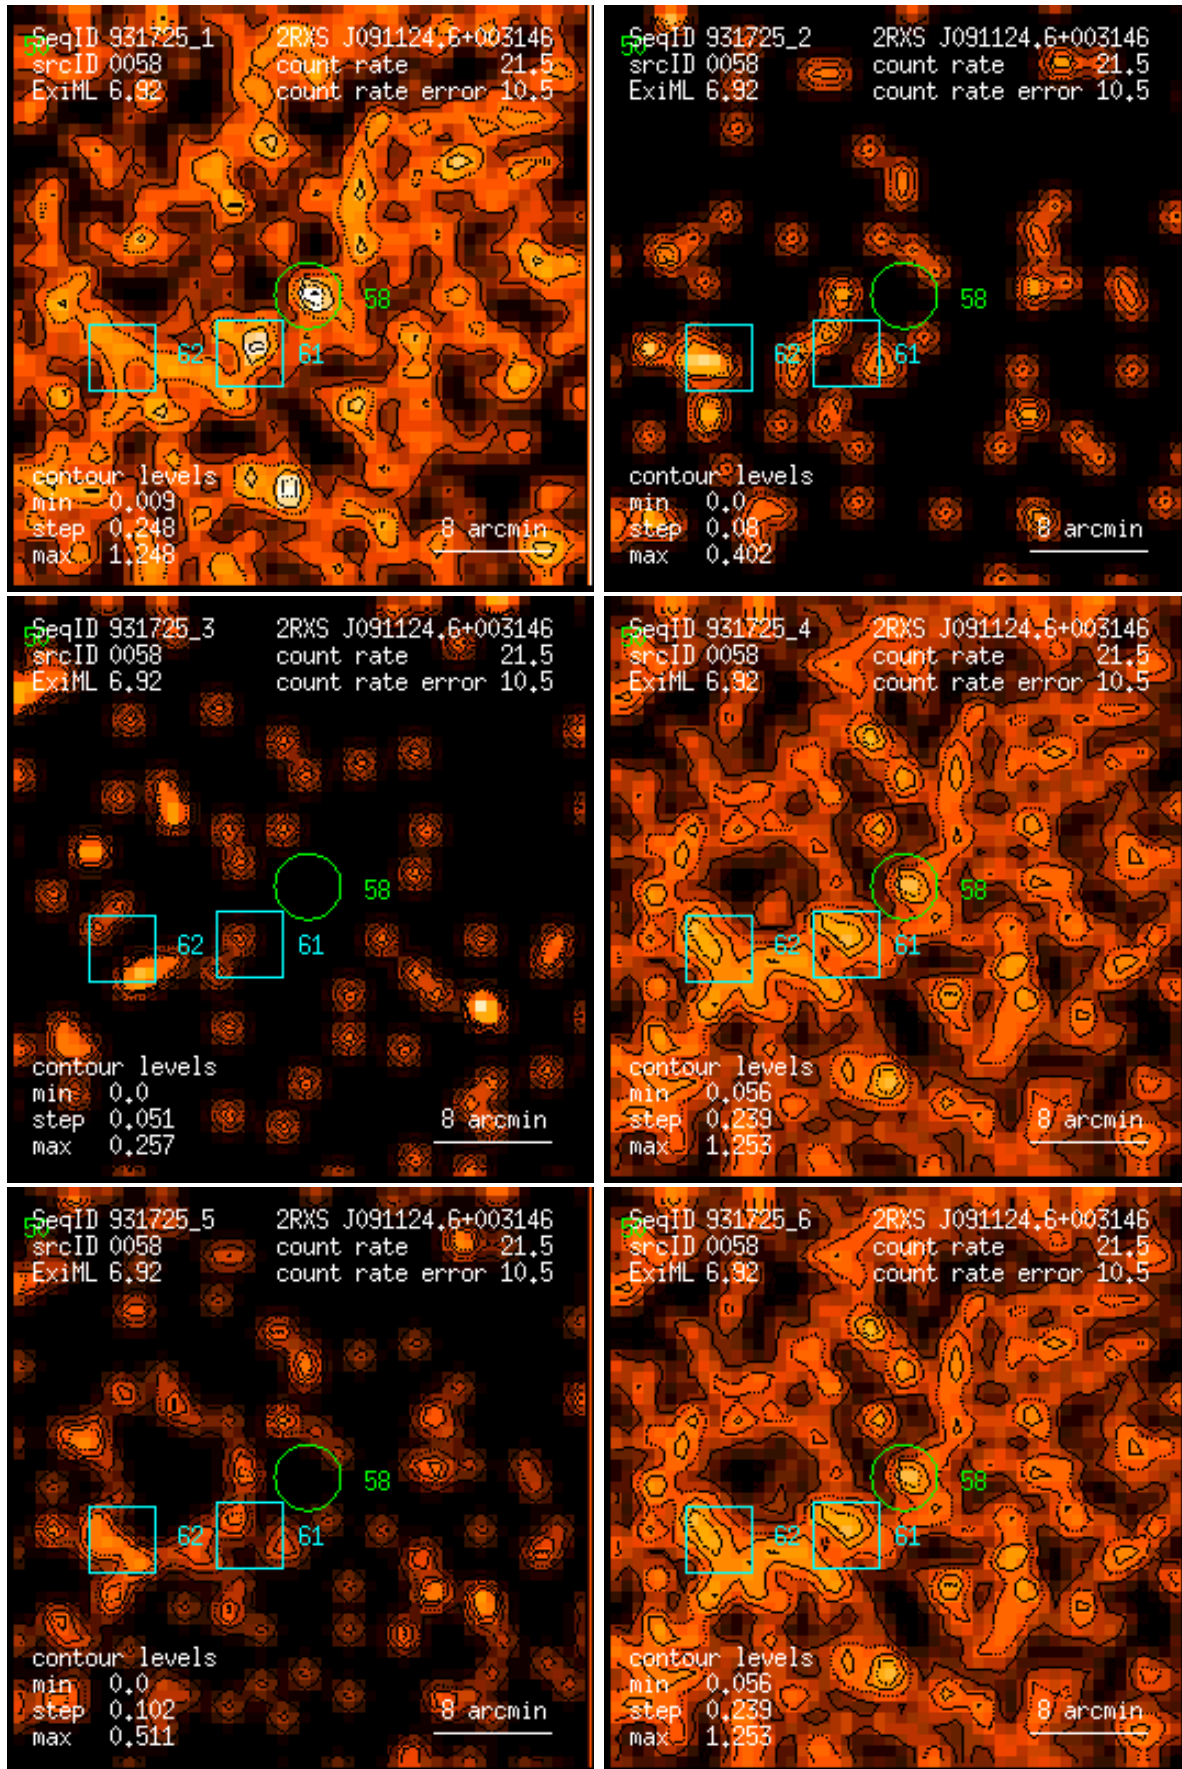 50
SeqID 931725_1 2RXS J091124.6+003146
srcID 0058 count rate 21.5
ExiML 6.92 count rate error 10.5
58
62 61
contour levels
min 0.009
step 0.248 8 arcmin
max 1.248
50
SeqID 931725_2 2RXS J091124.6+003146
srcID 0058 count rate 21.5
ExiML 6.92 count rate error 10.5
58
62 61
contour levels
min 0.0
step 0.08 8 arcmin
max 0.402
50
SeqID 931725_3 2RXS J091124.6+003146
srcID 0058 count rate 21.5
ExiML 6.92 count rate error 10.5
58
62 61
contour levels
min 0.0
step 0.051 8 arcmin
max 0.257
50
SeqID 931725_4 2RXS J091124.6+003146
srcID 0058 count rate 21.5
ExiML 6.92 count rate error 10.5
58
62 61
contour levels
min 0.056
step 0.239 8 arcmin
max 1.253
50
SeqID 931725_5 2RXS J091124.6+003146
srcID 0058 count rate 21.5
ExiML 6.92 count rate error 10.5
58
62 61
contour levels
min 0.0
step 0.102 8 arcmin
max 0.511
50
SeqID 931725_6 2RXS J091124.6+003146
srcID 0058 count rate 21.5
ExiML 6.92 count rate error 10.5
58
62 61
contour levels
min 0.056
step 0.239 8 arcmin
max 1.253